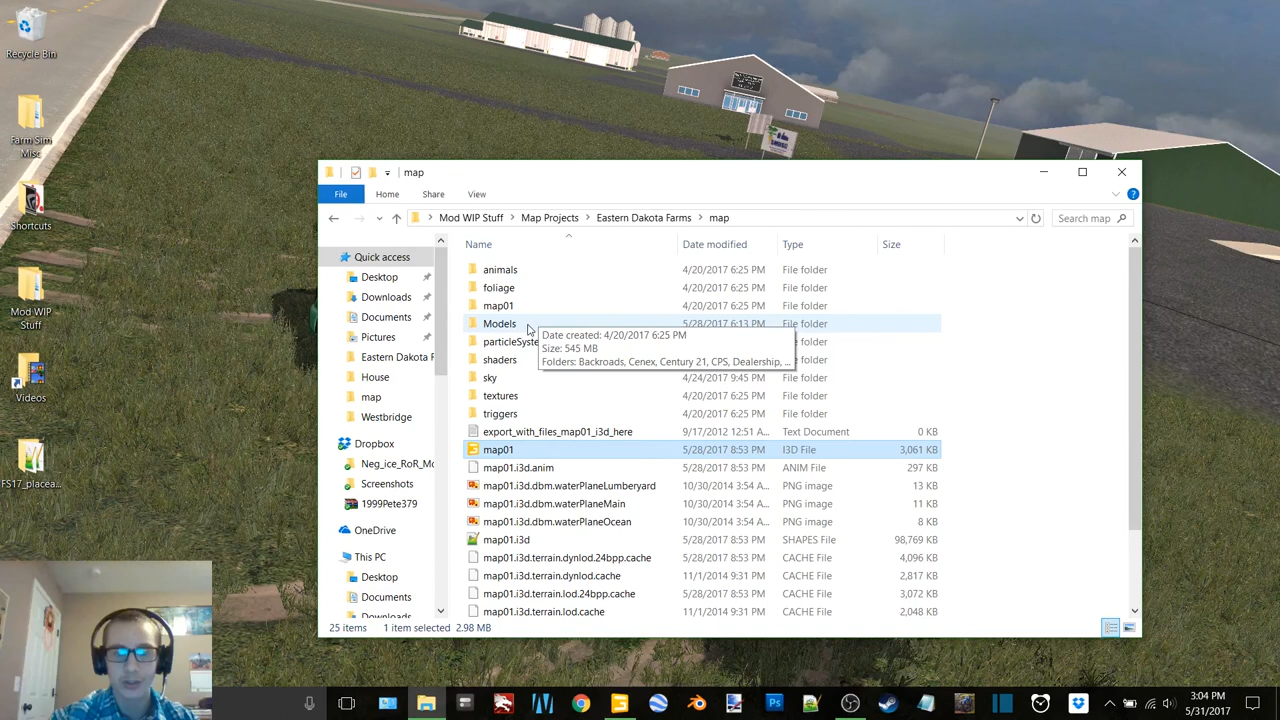 Recycle Bin
Farm Sim
Misc
Shortcuts
Mod WIP
Stuff
Videos
FS17_placea...
map
File
Home
Share
View
Mod WIP Stuff
Map Projects
Eastern Dakota Farms
map
Search map
Quick access
Desktop
Downloads
Documents
Pictures
Eastern Dakota F
House
map
Westbridge
Dropbox
Neg_ice_RoR_Mo
Screenshots
1999Pete379
OneDrive
This PC
Desktop
Documents
Downloads
Name Date modified Type Size
animals 4/20/2017 6:25 PM File folder
foliage 4/20/2017 6:25 PM File folder
map01 4/20/2017 6:25 PM File folder
Models 5/28/2017 6:13 PM File folder
particleSyste
Date created: 4/20/2017 6:25 PM
Size: 545 MB
Folders: Backroads, Cenex, Century 21, CPS, Dealership, ...
shaders
sky 4/24/2017 9:45 PM File folder
textures 4/20/2017 6:25 PM File folder
triggers 4/20/2017 6:25 PM File folder
export_with_files_map01_i3d_here 9/17/2012 12:51 A... Text Document 0 KB
map01 5/28/2017 8:53 PM I3D File 3,061 KB
map01.i3d.anim 5/28/2017 8:53 PM ANIM File 297 KB
map01.i3d.dbm.waterPlaneLumberyard 10/30/2014 3:54 A... PNG image 13 KB
map01.i3d.dbm.waterPlaneMain 10/30/2014 3:54 A... PNG image 11 KB
map01.i3d.dbm.waterPlaneOcean 10/30/2014 3:54 A... PNG image 8 KB
map01.i3d 5/28/2017 8:53 PM SHAPES File 98,769 KB
map01.i3d.terrain.dynlod.24bpp.cache 5/28/2017 8:53 PM CACHE File 4,096 KB
map01.i3d.terrain.dynlod.cache 11/1/2014 9:31 PM CACHE File 2,817 KB
map01.i3d.terrain.lod.24bpp.cache 5/28/2017 8:53 PM CACHE File 3,072 KB
map01.i3d.terrain.lod.cache 11/1/2014 9:31 PM CACHE File 2,048 KB
25 items 1 item selected 2.98 MB
3:04 PM
5/31/2017